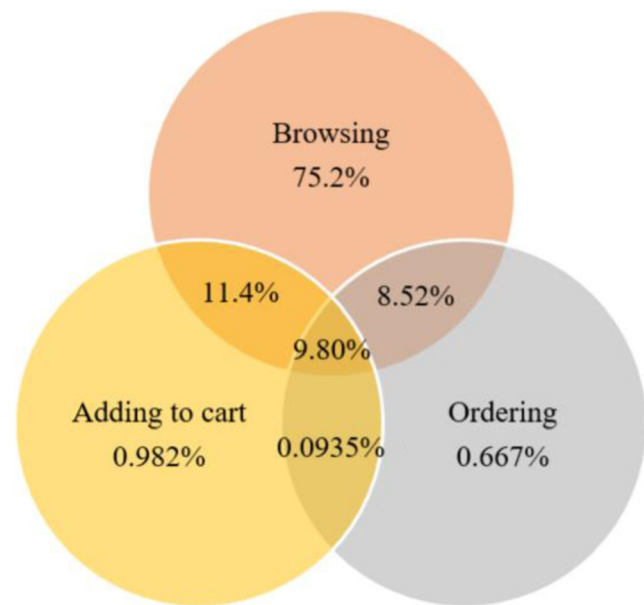 Browsing
75.2%
11.4%
8.52%
9.80%
Adding to cart
0.982%
0.0935%
Ordering
0.667%